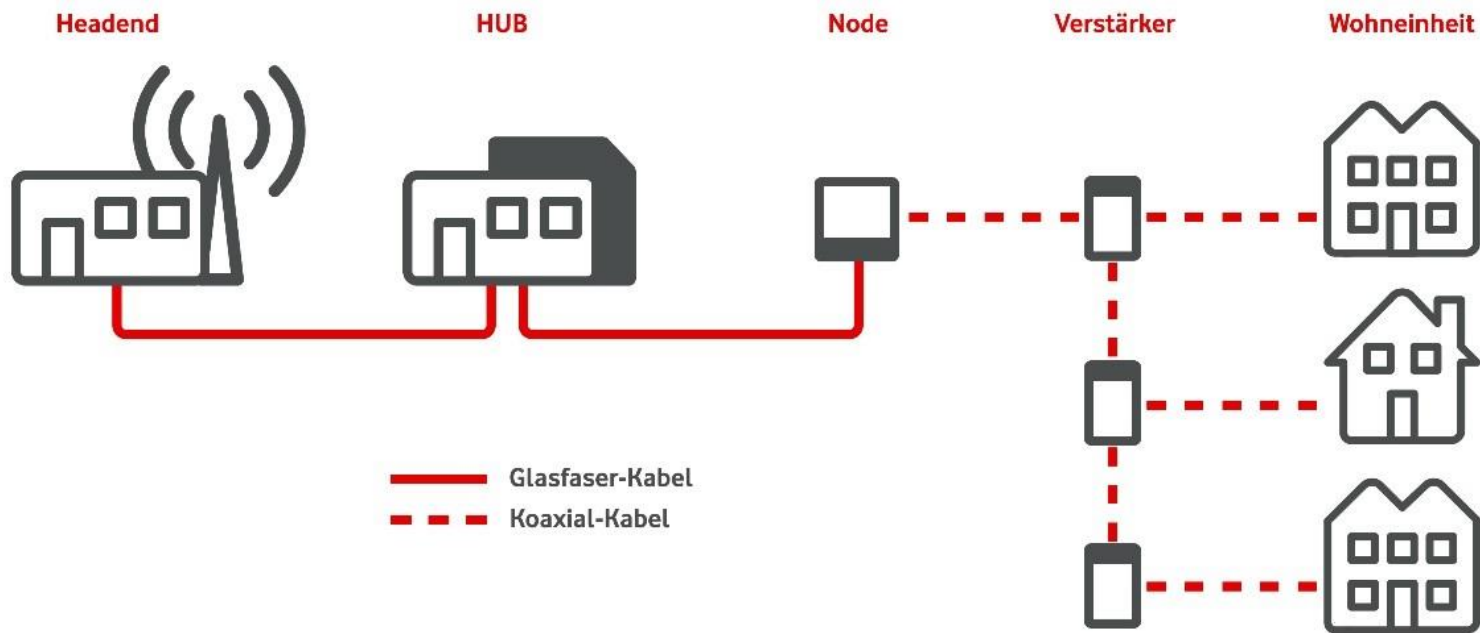 Headend
HUB
Node
Verstärker
Wohneinheit
Glasfaser-Kabel
Koaxial-Kabel